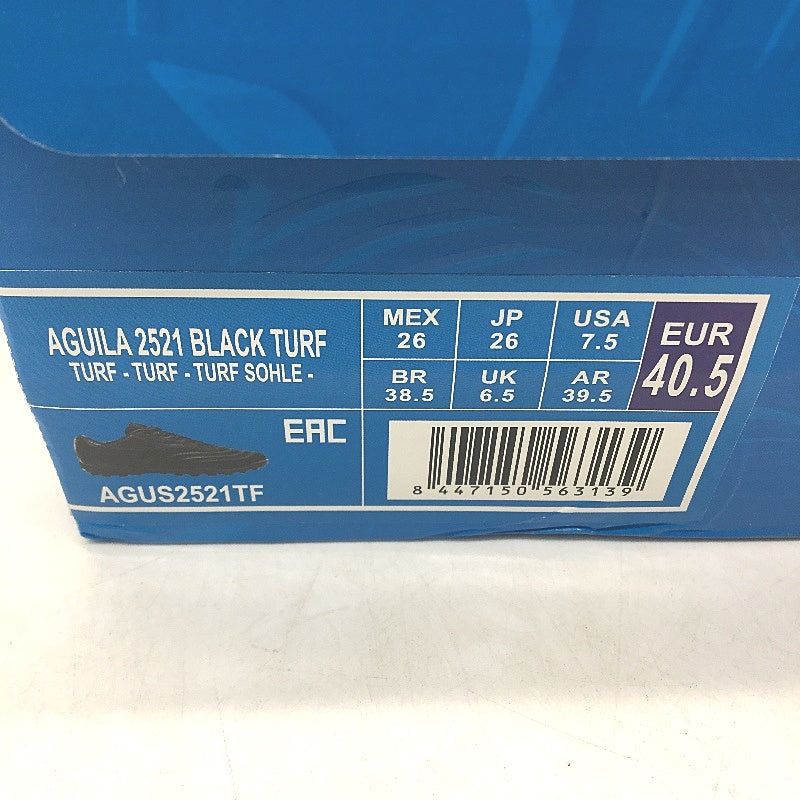 AGUILA 2521 BLACK TURF
TURF - TURF - TURF SOHLE -
MEX JP USA
26 26 7.5
BR UK AR
38.5 6.5 39.5
EUR
40.5
EAC
AGUS2521TF
8 447150 563139